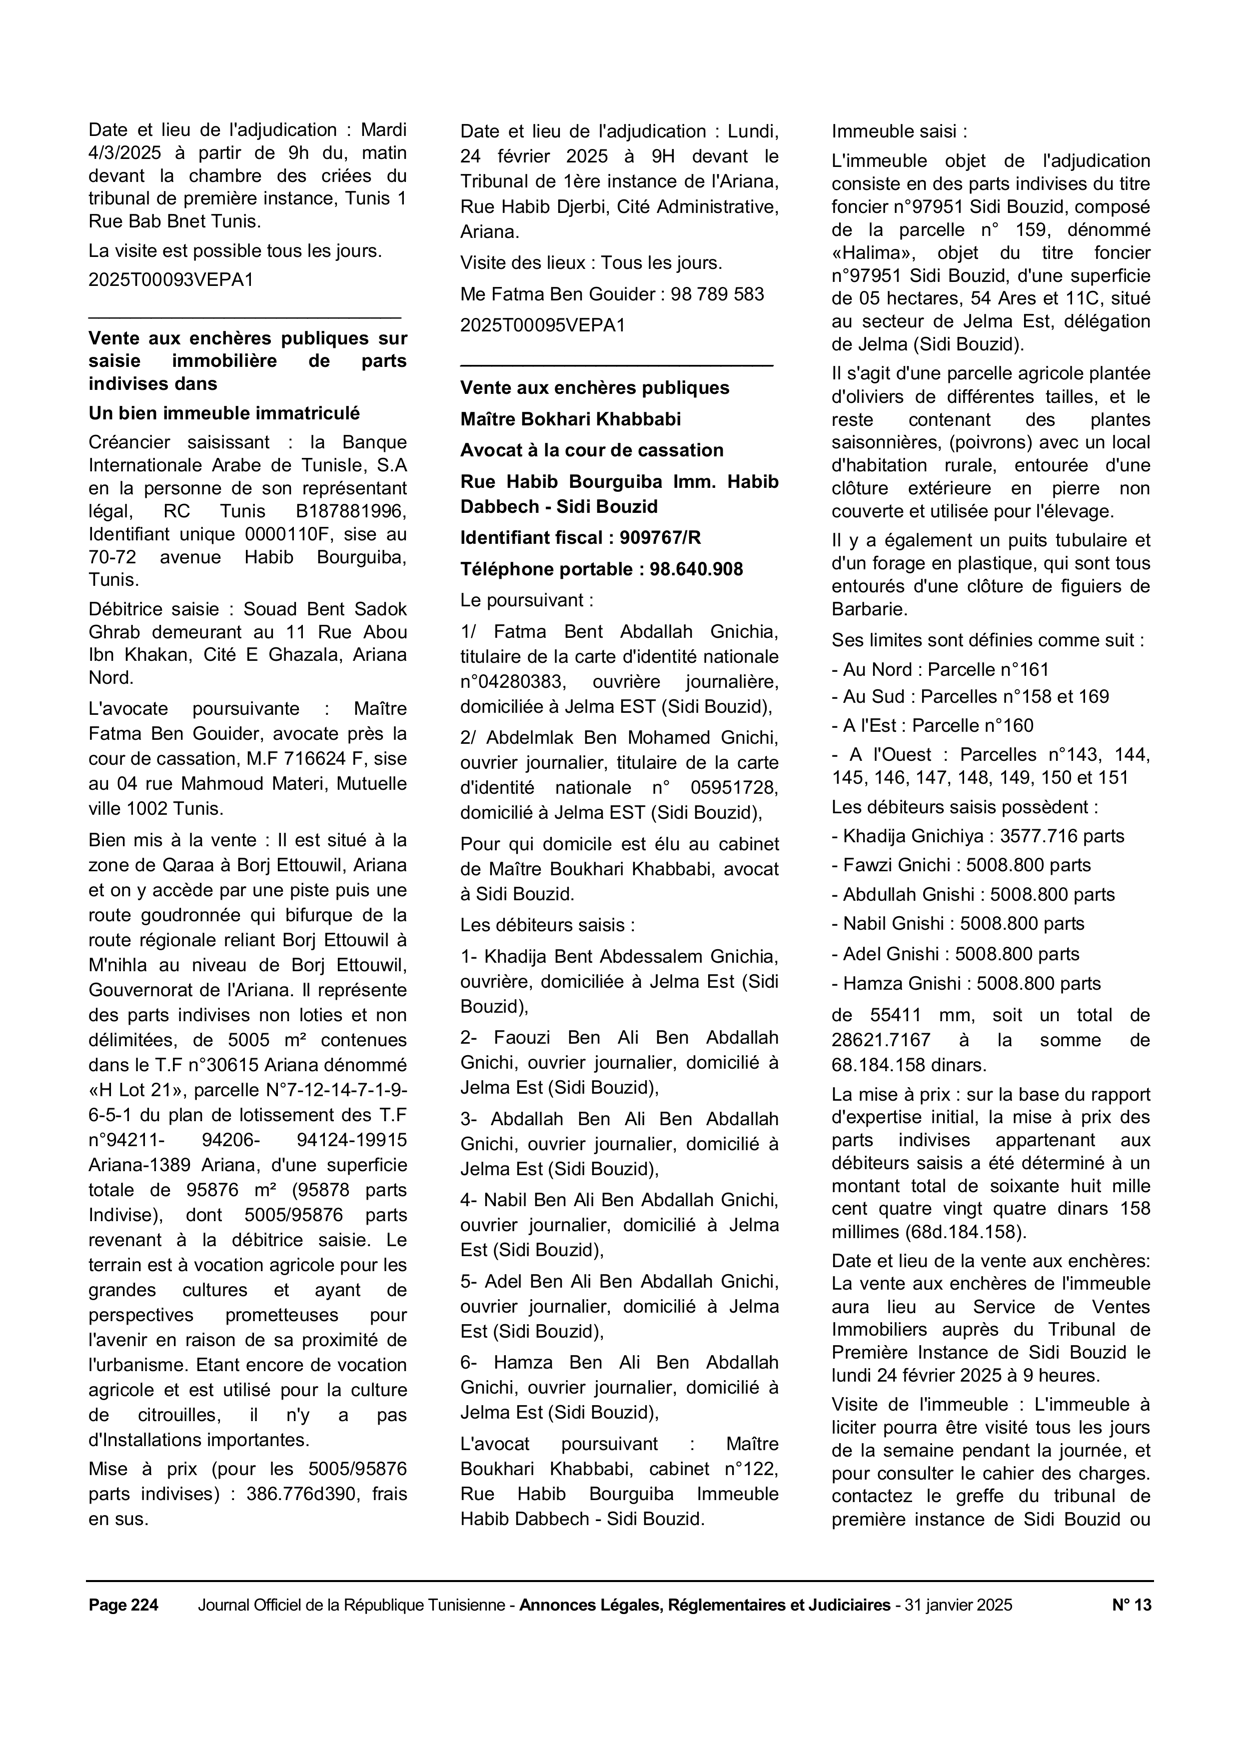 Date et lieu de l'adjudication : Mardi
4/3/2025 à partir de 9h du, matin
devant la chambre des criées du
tribunal de première instance, Tunis 1
Rue Bab Bnet Tunis.
La visite est possible tous les jours.
2025T00093VEPA1
Vente aux enchères publiques sur
saisie immobilière de parts
indivises dans
Un bien immeuble immatriculé
Créancier saisissant : la Banque
Internationale Arabe de Tunisle, S.A
en la personne de son représentant
légal, RC Tunis B187881996,
Identifiant unique 0000110F, sise au
70-72 avenue Habib Bourguiba,
Tunis.
Débitrice saisie : Souad Bent Sadok
Ghrab demeurant au 11 Rue Abou
Ibn Khakan, Cité E Ghazala, Ariana
Nord.
L'avocate poursuivante : Maître
Fatma Ben Gouider, avocate près la
cour de cassation, M.F 716624 F, sise
au 04 rue Mahmoud Materi, Mutuelle
ville 1002 Tunis.
Bien mis à la vente : Il est situé à la
zone de Qaraa à Borj Ettouwil, Ariana
et on y accède par une piste puis une
route goudronnée qui bifurque de la
route régionale reliant Borj Ettouwil à
M'nihla au niveau de Borj Ettouwil,
Gouvernorat de l'Ariana. Il représente
des parts indivises non loties et non
délimitées, de 5005 m² contenues
dans le T.F n°30615 Ariana dénommé
«H Lot 21», parcelle N°7-12-14-7-1-9-
6-5-1 du plan de lotissement des T.F
n°94211- 94206- 94124-19915
Ariana-1389 Ariana, d'une superficie
totale de 95876 m² (95878 parts
Indivise), dont 5005/95876 parts
revenant à la débitrice saisie. Le
terrain est à vocation agricole pour les
grandes cultures et ayant de
perspectives prometteuses pour
l'avenir en raison de sa proximité de
l'urbanisme. Etant encore de vocation
agricole et est utilisé pour la culture
de citrouilles, il n'y a pas
d'Installations importantes.
Mise à prix (pour les 5005/95876
parts indivises) : 386.776d390, frais
en sus.
Date et lieu de l'adjudication : Lundi,
24 février 2025 à 9H devant le
Tribunal de 1ère instance de l'Ariana,
Rue Habib Djerbi, Cité Administrative,
Ariana.
Visite des lieux : Tous les jours.
Me Fatma Ben Gouider : 98 789 583
2025T00095VEPA1
Vente aux enchères publiques
Maître Bokhari Khabbabi
Avocat à la cour de cassation
Rue Habib Bourguiba Imm. Habib
Dabbech - Sidi Bouzid
Identifiant fiscal : 909767/R
Téléphone portable : 98.640.908
Le poursuivant :
1/ Fatma Bent Abdallah Gnichia,
titulaire de la carte d'identité nationale
n°04280383, ouvrière journalière,
domiciliée à Jelma EST (Sidi Bouzid),
2/ Abdelmlak Ben Mohamed Gnichi,
ouvrier journalier, titulaire de la carte
d'identité nationale n° 05951728,
domicilié à Jelma EST (Sidi Bouzid),
Pour qui domicile est élu au cabinet
de Maître Boukhari Khabbabi, avocat
à Sidi Bouzid.
Les débiteurs saisis :
1- Khadija Bent Abdessalem Gnichia,
ouvrière, domiciliée à Jelma Est (Sidi
Bouzid),
2- Faouzi Ben Ali Ben Abdallah
Gnichi, ouvrier journalier, domicilié à
Jelma Est (Sidi Bouzid),
3- Abdallah Ben Ali Ben Abdallah
Gnichi, ouvrier journalier, domicilié à
Jelma Est (Sidi Bouzid),
4- Nabil Ben Ali Ben Abdallah Gnichi,
ouvrier journalier, domicilié à Jelma
Est (Sidi Bouzid),
5- Adel Ben Ali Ben Abdallah Gnichi,
ouvrier journalier, domicilié à Jelma
Est (Sidi Bouzid),
6- Hamza Ben Ali Ben Abdallah
Gnichi, ouvrier journalier, domicilié à
Jelma Est (Sidi Bouzid),
L'avocat poursuivant : Maître
Boukhari Khabbabi, cabinet n°122,
Rue Habib Bourguiba Immeuble
Habib Dabbech - Sidi Bouzid.
Immeuble saisi :
L'immeuble objet de l'adjudication
consiste en des parts indivises du titre
foncier n°97951 Sidi Bouzid, composé
de la parcelle n° 159, dénommé
«Halima», objet du titre foncier
n°97951 Sidi Bouzid, d'une superficie
de 05 hectares, 54 Ares et 11C, situé
au secteur de Jelma Est, délégation
de Jelma (Sidi Bouzid).
Il s'agit d'une parcelle agricole plantée
d'oliviers de différentes tailles, et le
reste contenant des plantes
saisonnières, (poivrons) avec un local
d'habitation rurale, entourée d'une
clôture extérieure en pierre non
couverte et utilisée pour l'élevage.
Il y a également un puits tubulaire et
d'un forage en plastique, qui sont tous
entourés d'une clôture de figuiers de
Barbarie.
Ses limites sont définies comme suit :
- Au Nord : Parcelle n°161
- Au Sud : Parcelles n°158 et 169
- A l'Est : Parcelle n°160
- A l'Ouest : Parcelles n°143, 144,
145, 146, 147, 148, 149, 150 et 151
Les débiteurs saisis possèdent :
- Khadija Gnichiya : 3577.716 parts
- Fawzi Gnichi : 5008.800 parts
- Abdullah Gnishi : 5008.800 parts
- Nabil Gnishi : 5008.800 parts
- Adel Gnishi : 5008.800 parts
- Hamza Gnishi : 5008.800 parts
de 55411 mm, soit un total de
28621.7167 à la somme de
68.184.158 dinars.
La mise à prix : sur la base du rapport
d'expertise initial, la mise à prix des
parts indivises appartenant aux
débiteurs saisis a été déterminé à un
montant total de soixante huit mille
cent quatre vingt quatre dinars 158
millimes (68d.184.158).
Date et lieu de la vente aux enchères:
La vente aux enchères de l'immeuble
aura lieu au Service de Ventes
Immobiliers auprès du Tribunal de
Première Instance de Sidi Bouzid le
lundi 24 février 2025 à 9 heures.
Visite de l'immeuble : L'immeuble à
liciter pourra être visité tous les jours
de la semaine pendant la journée, et
pour consulter le cahier des charges.
contactez le greffe du tribunal de
première instance de Sidi Bouzid ou
Page 224 Journal Officiel de la République Tunisienne - Annonces Légales, Réglementaires et Judiciaires - 31 janvier 2025 N° 13